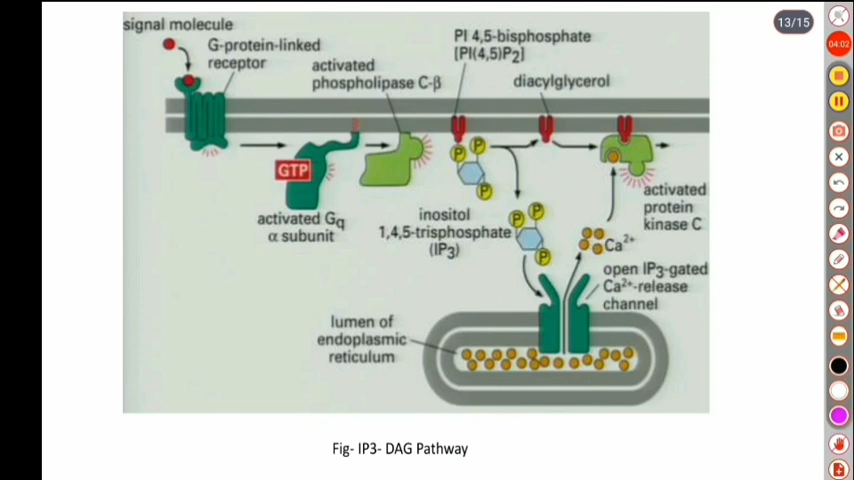 13/15
04:02
signal molecule
G-protein-linked
receptor
activated
phospholipase C-β
PI 4,5-bisphosphate
[PI(4,5)P2]
diacylglycerol
GTP
P P
P
activated Gq
α subunit
inositol
1,4,5-trisphosphate
(IP3)
P P
P
activated
protein
kinase C
Ca2+
open IP3-gated
Ca2+-release
channel
lumen of
endoplasmic
reticulum
Fig- IP3- DAG Pathway